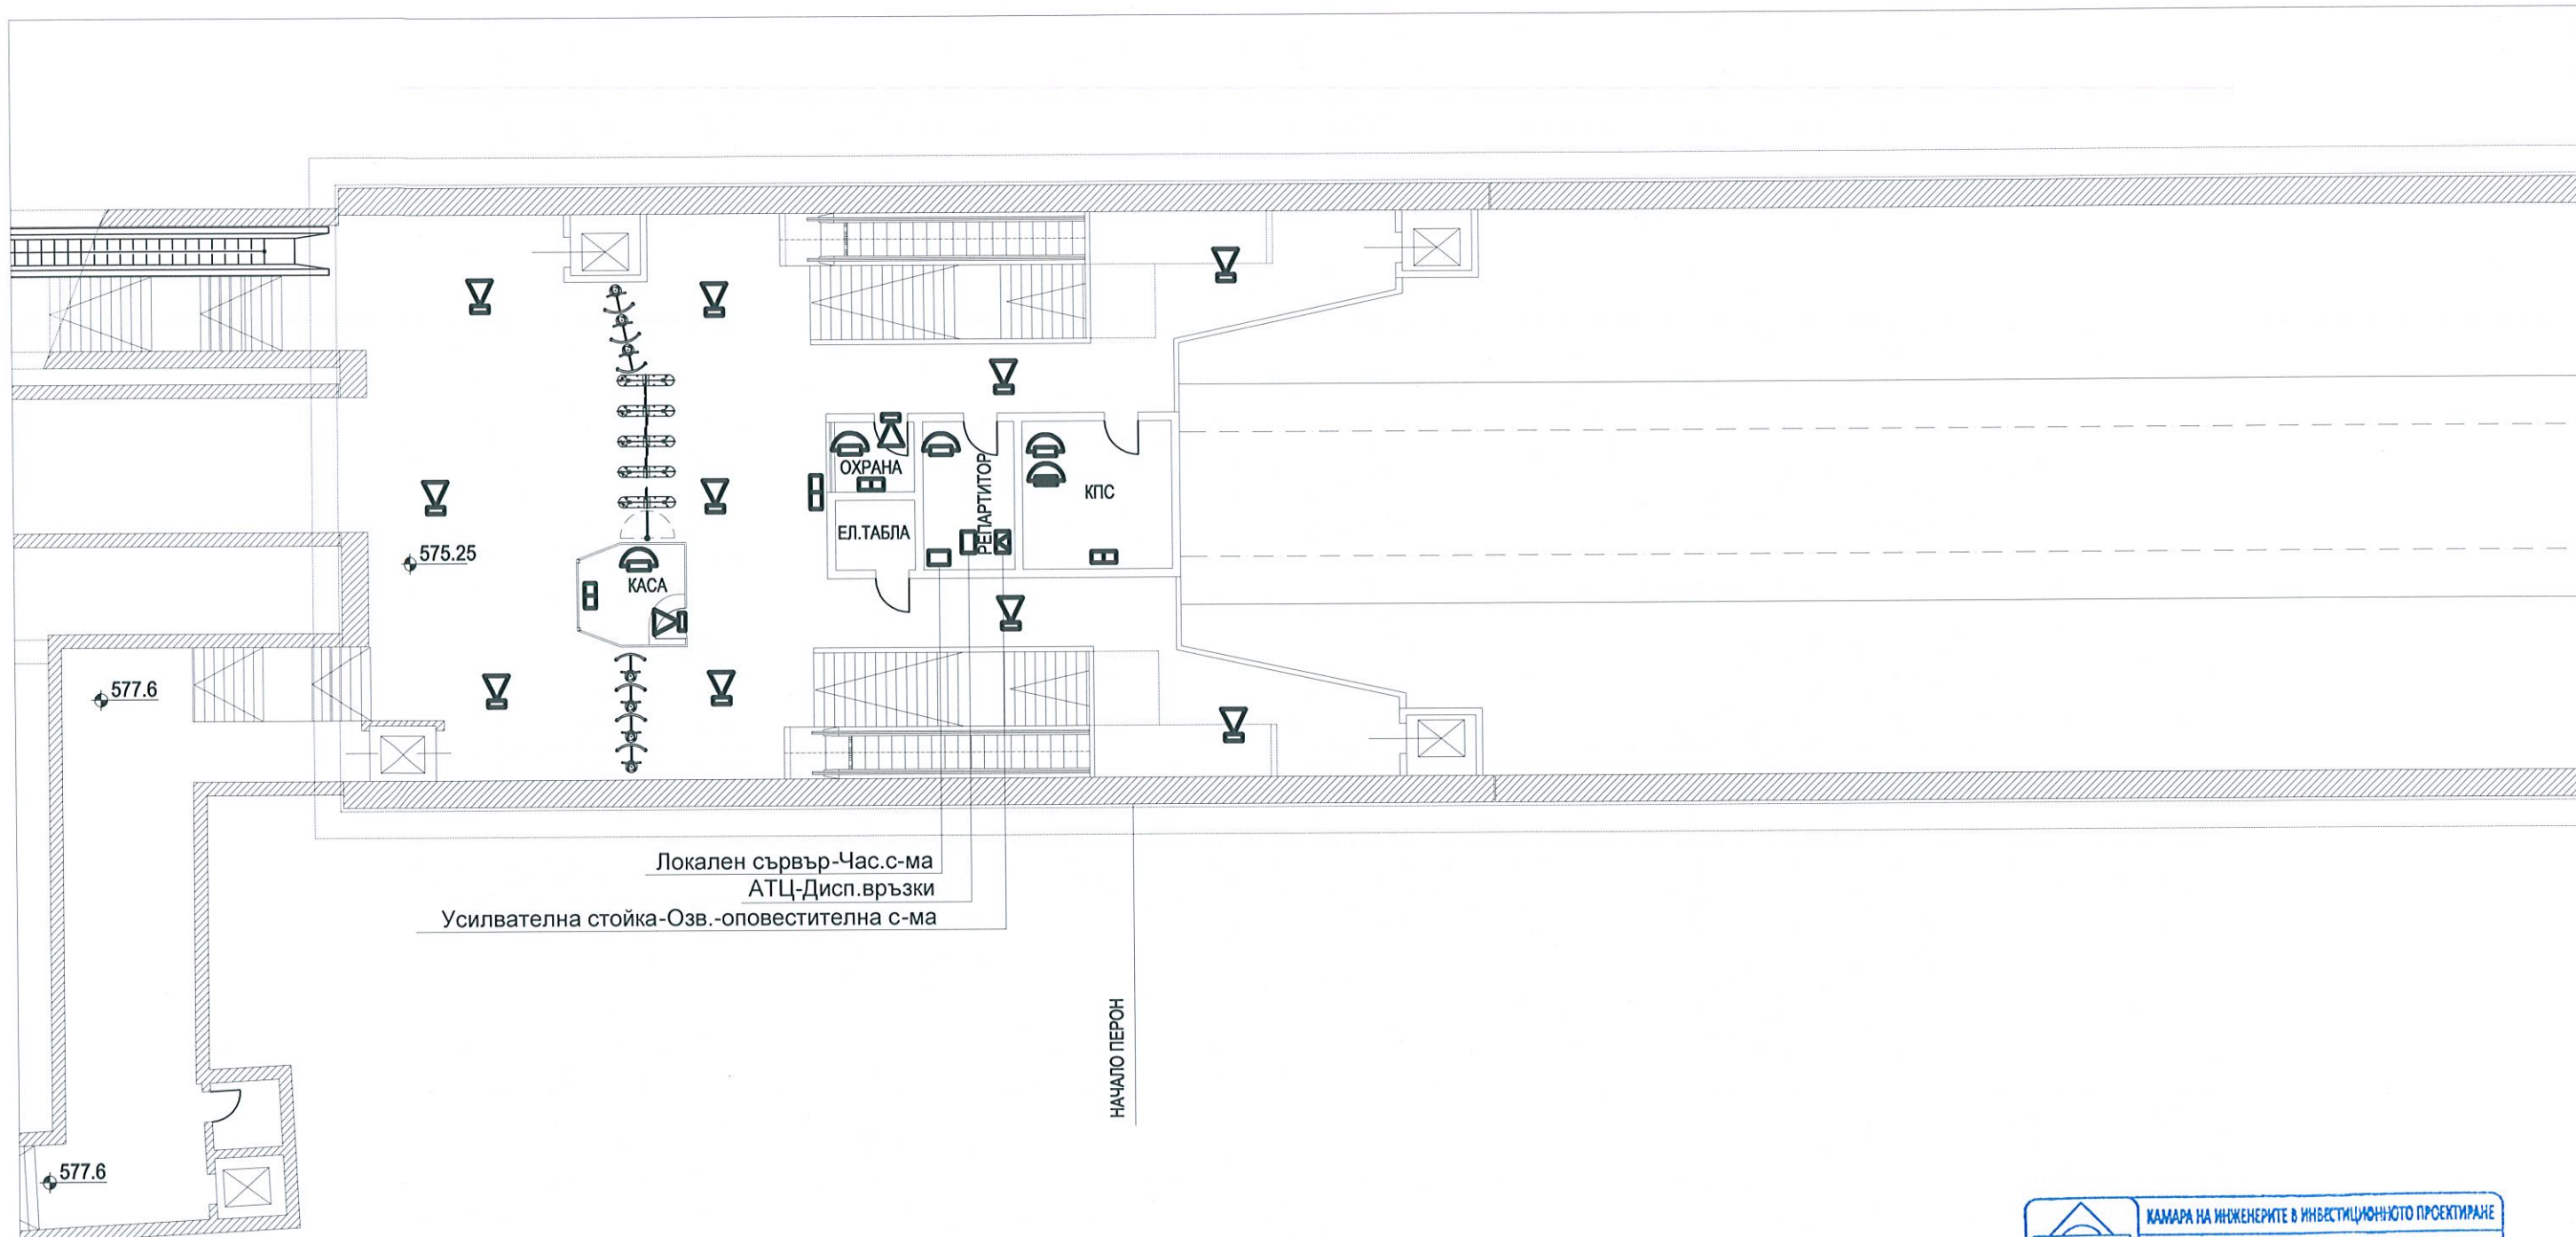 ОХРАНА
РЕПАРТИТОР
КПС
ЕЛ.ТАБЛА
575.25
КАСА
577.6
Локален сървър-Час.с-ма
АТЦ-Дисп.връзки
Усилвателна стойка-Озв.-оповестителна с-ма
НАЧАЛО ПЕРОН
577.6
КАМАРА НА ИНЖЕНЕРИТЕ В ИНВЕСТИЦИОННОТО ПРОЕКТИРАНЕ